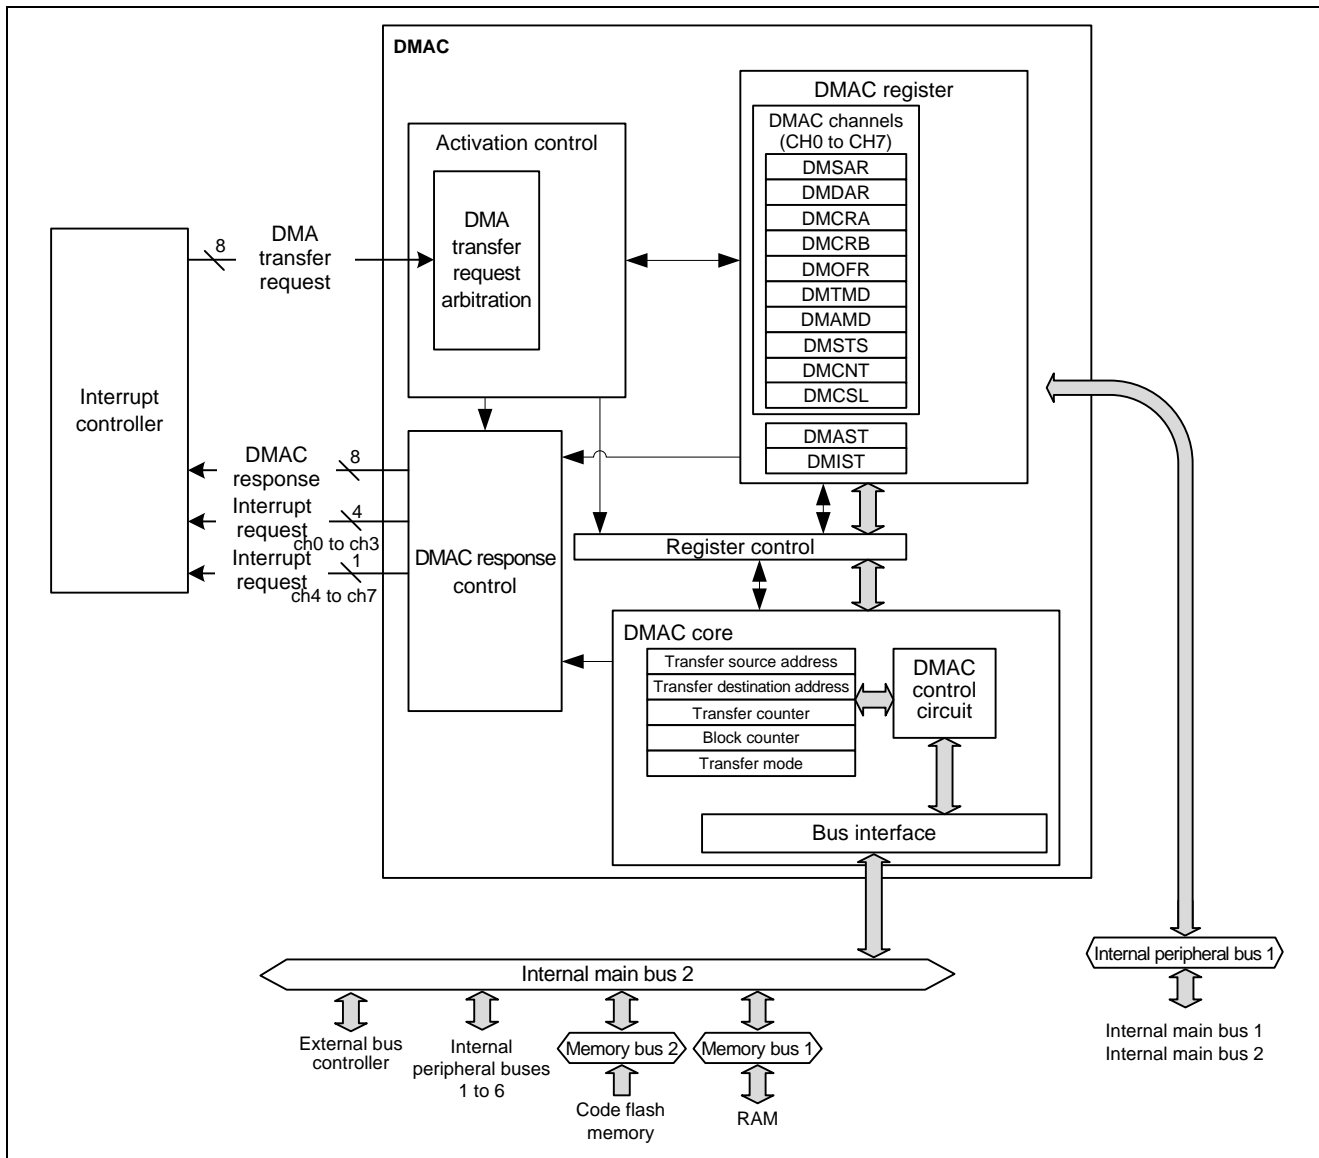 DMAC
DMAC register
DMAC channels
(CH0 to CH7)
DMSAR
DMDAR
DMCRA
DMCRB
DMOFR
DMTMD
DMAMD
DMSTS
DMCNT
DMCSL
DMAST
DMIST
Activation control
DMA
transfer
request
arbitration
8
DMA
transfer
request
Interrupt
controller
DMAC
response
8
Interrupt
request
4
ch0 to ch3
Interrupt
request
1
ch4 to ch7
DMAC response
control
Register control
DMAC core
Transfer source address
Transfer destination address
Transfer counter
Block counter
Transfer mode
DMAC
control
circuit
Bus interface
Internal main bus 2
Internal peripheral bus 1
Internal main bus 1
Internal main bus 2
External bus
controller
Internal
peripheral buses
1 to 6
Memory bus 2
Code flash
memory
Memory bus 1
RAM